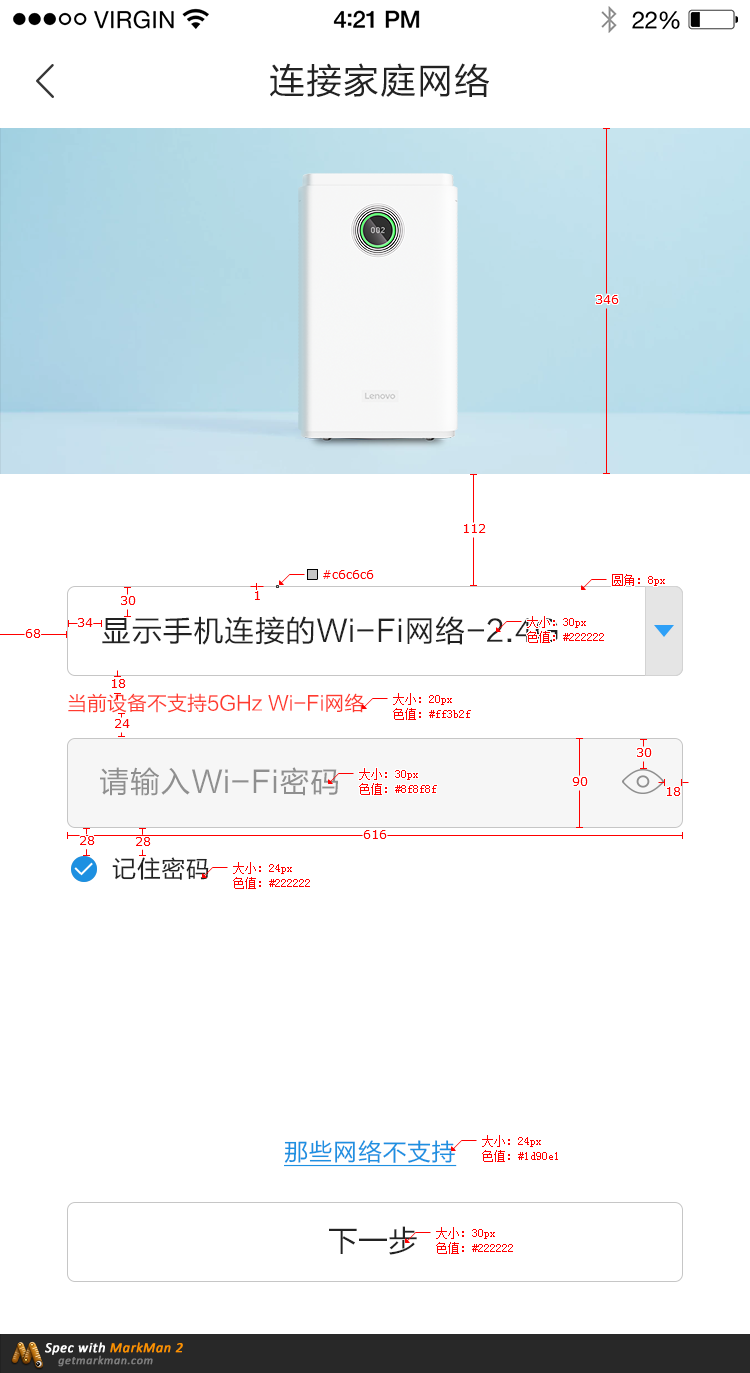 VIRGIN 4:21 PM 22%
连接家庭网络
002
346
Lenovo
112
#c6c6c6
圆角：8px
1
30
34
68
显示手机连接的Wi-Fi网络-2.4G
大小：30px
色值：#222222
18
当前设备不支持5GHz Wi-Fi网络
大小：20px
色值：#ff3b2f
24
请输入Wi-Fi密码
大小：30px
色值：#8f8f8f
90
30
18
616
28
28
记住密码
大小：24px
色值：#222222
那些网络不支持
大小：24px
色值：#1d90e1
下一步
大小：30px
色值：#222222
Spec with MarkMan 2
getmarkman.com